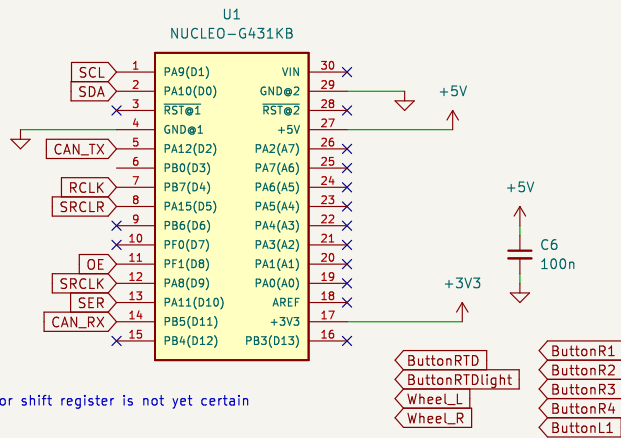 U1
NUCLEO-G431KB
SCL 1 PA9(D1) VIN 30
SDA 2 PA10(D0) GND@2 29
3 RST@1 RST@2 28
4 GND@1 +5V 27
CAN_TX 5 PA12(D2) PA2(A7) 26
6 PB0(D3) PA7(A6) 25
RCLK 7 PB7(D4) PA6(A5) 24
SRCLR 8 PA15(D5) PA5(A4) 23
9 PB6(D6) PA4(A3) 22
10 PF0(D7) PA3(A2) 21
OE 11 PF1(D8) PA1(A1) 20
SRCLK 12 PA8(D9) PA0(A0) 19
SER 13 PA11(D10) AREF 18
CAN_RX 14 PB5(D11) +3V3 17
15 PB4(D12) PB3(D13) 16
+5V
+5V
C6
100n
+3V3
ButtonRTD
ButtonRTDlight
Wheel_L
Wheel_R
ButtonR1
ButtonR2
ButtonR3
ButtonR4
ButtonL1
or shift register is not yet certain